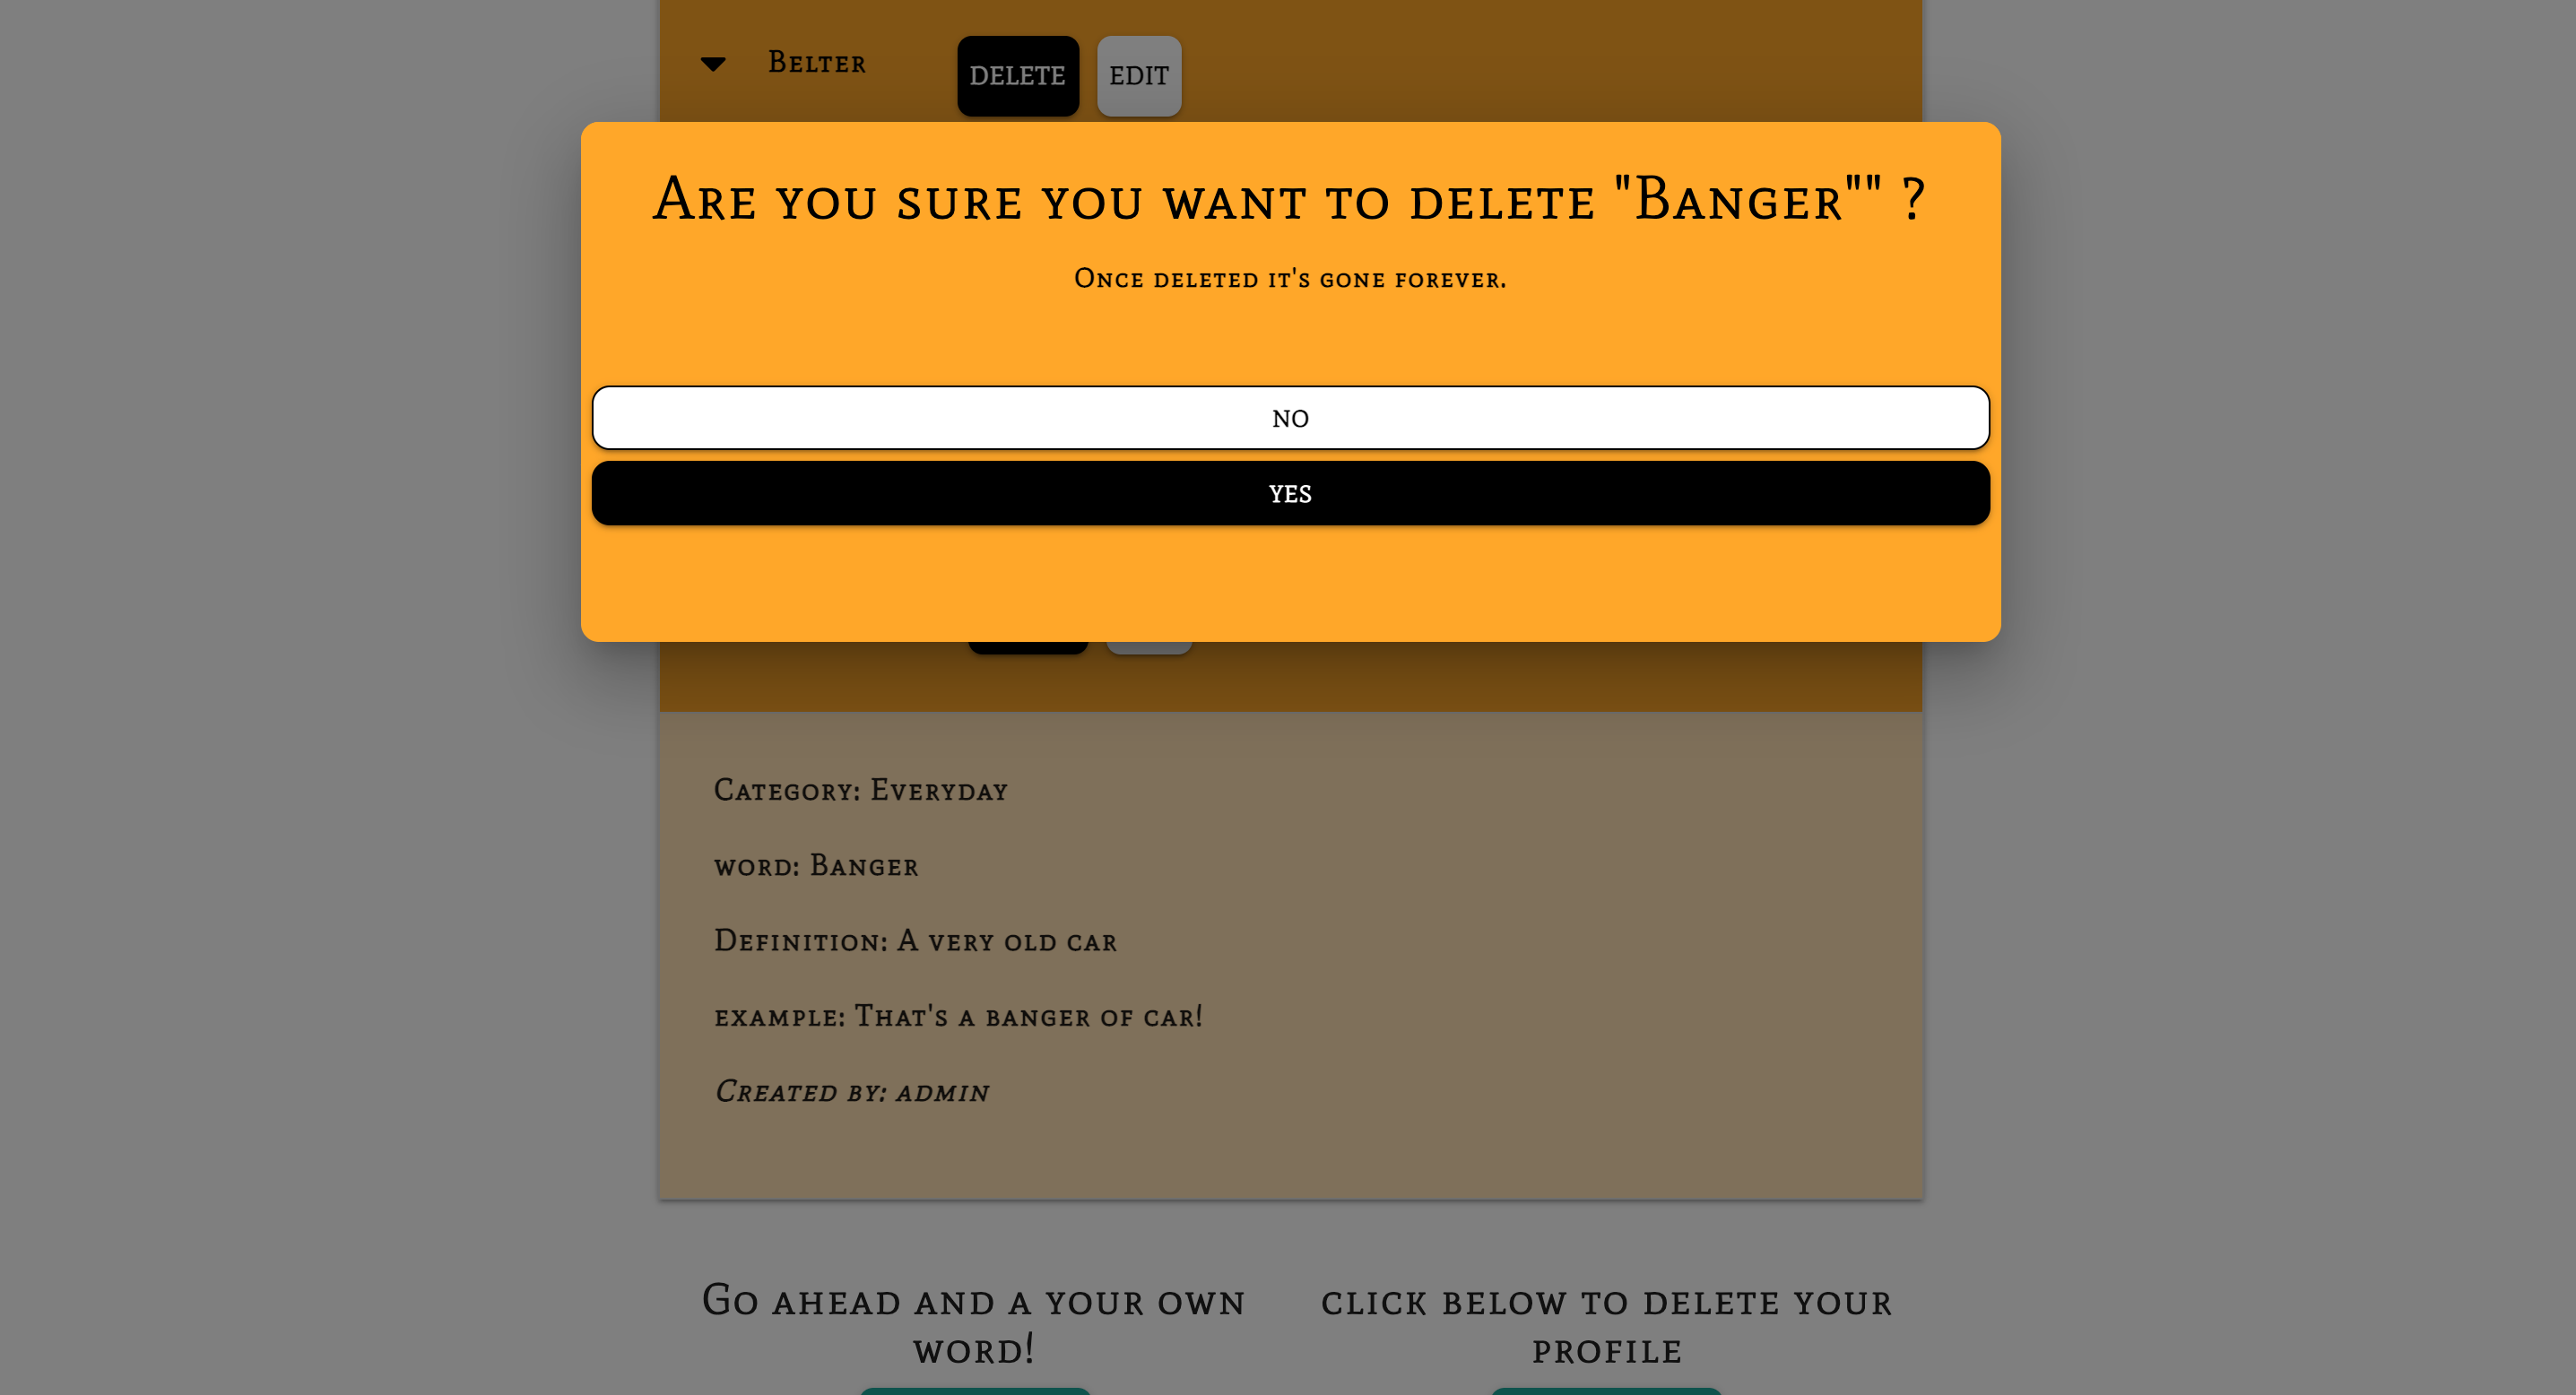 Belter
DELETE
EDIT
Are you sure you want to delete "Banger"" ?
Once deleted it's gone forever.
NO
YES
Category: Everyday
word: Banger
Definition: A very old car
example: That's a banger of car!
Created by: admin
Go ahead and a your own
word!
click below to delete your
profile